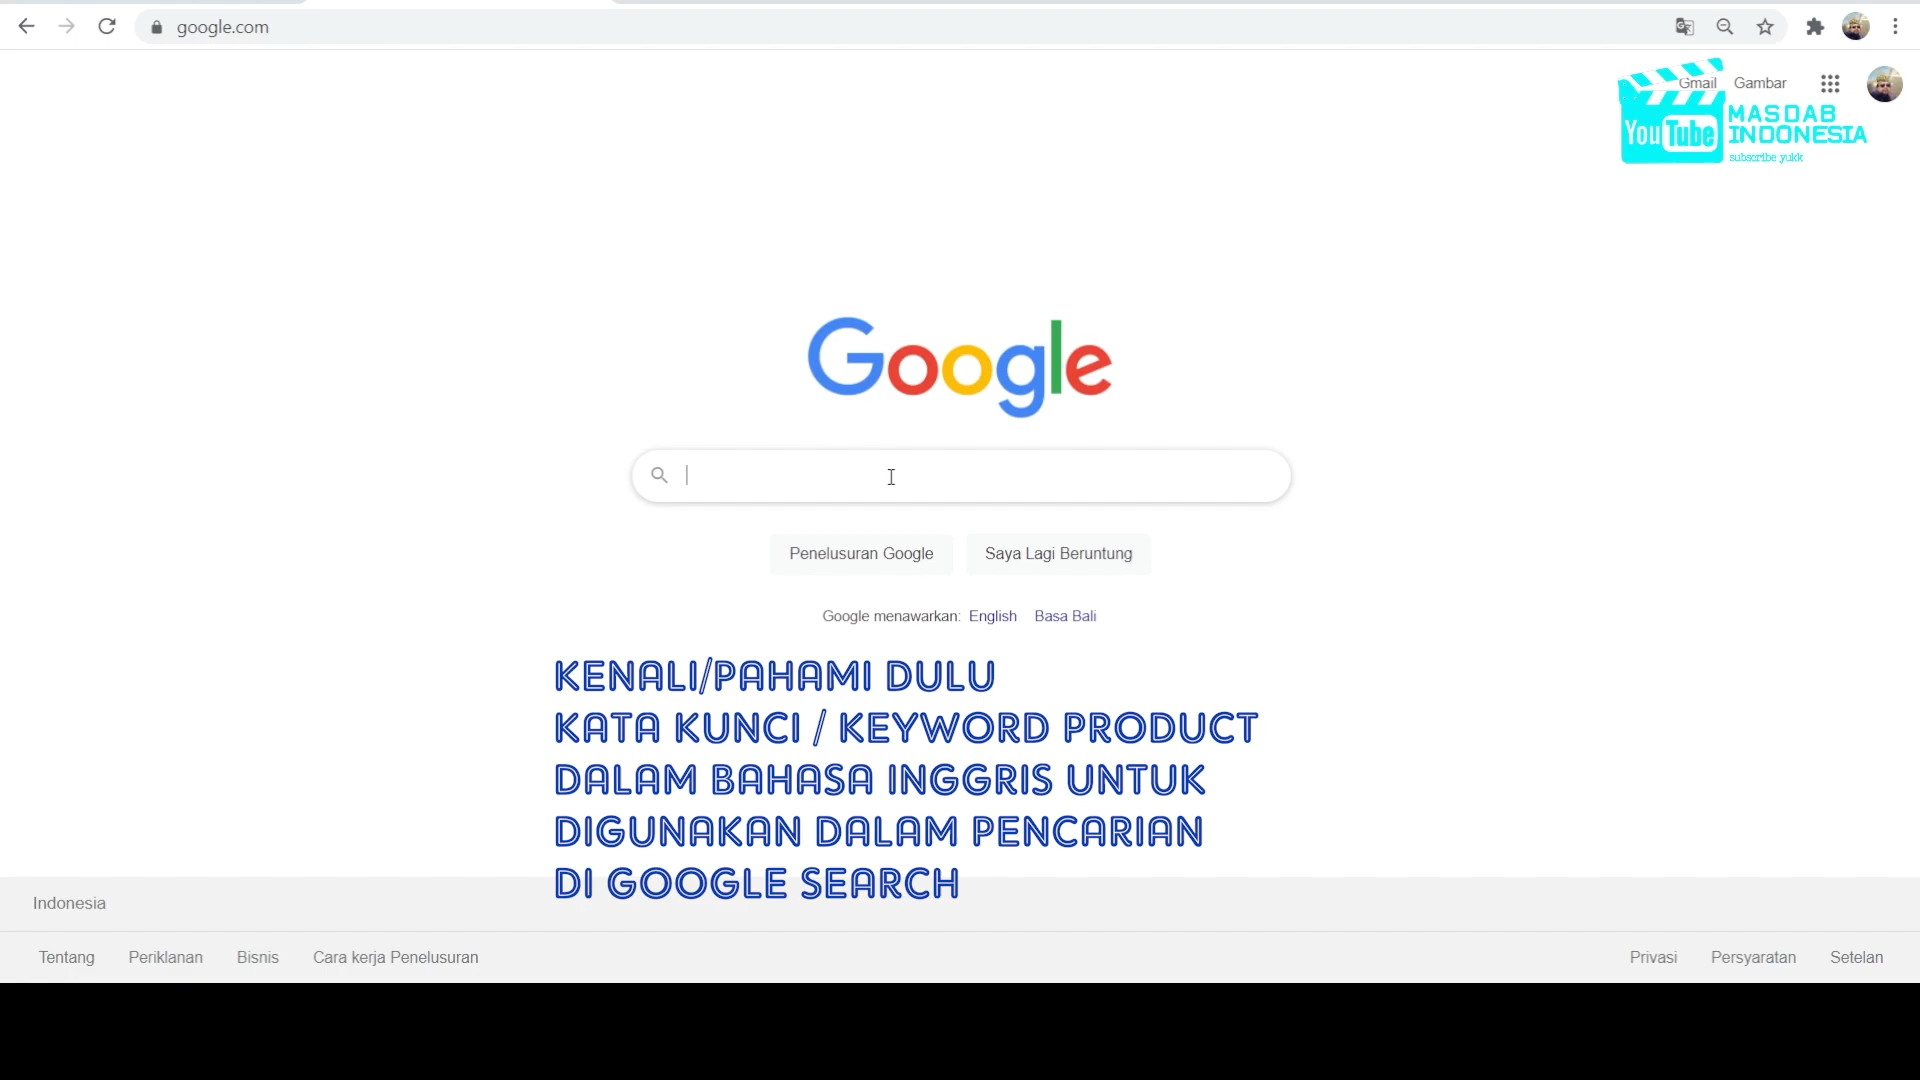 google.com
Gmail Gambar
You Tube
MASDAB
INDONESIA
subscribe yukk
Google
Penelusuran Google Saya Lagi Beruntung
Google menawarkan: English Basa Bali
KENALI/PAHAMI DULU
KATA KUNCI / KEYWORD PRODUCT
DALAM BAHASA INGGRIS UNTUK
DIGUNAKAN DALAM PENCARIAN
DI GOOGLE SEARCH
Indonesia
Tentang Periklanan Bisnis Cara kerja Penelusuran Privasi Persyaratan Setelan